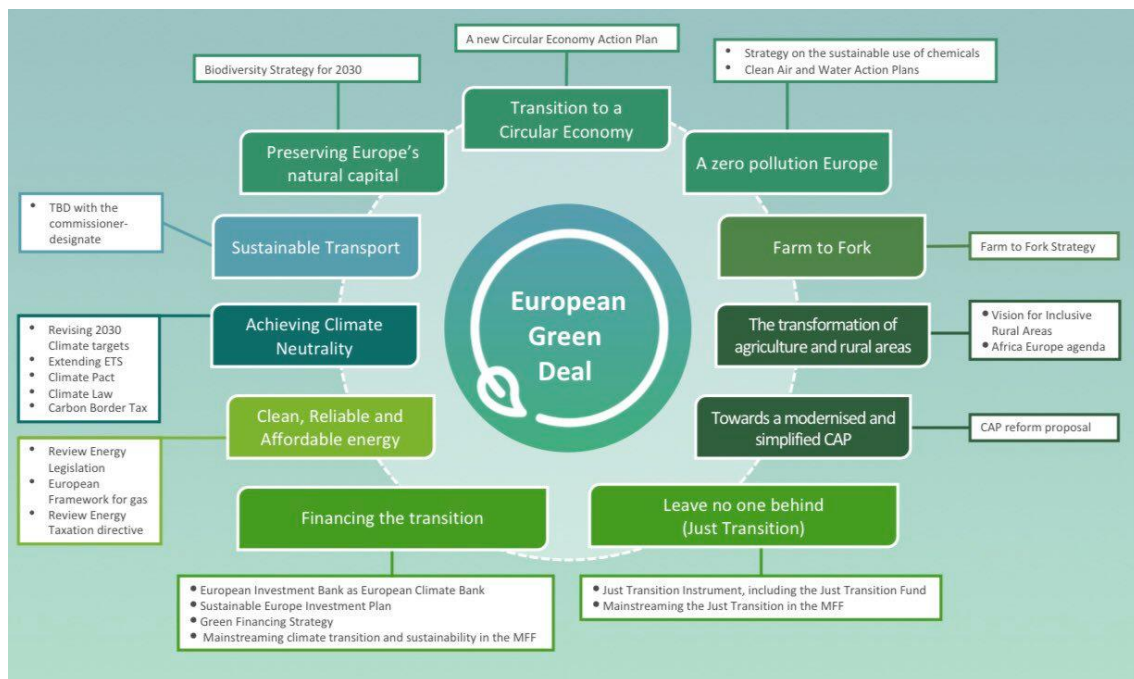 A new Circular Economy Action Plan
Biodiversity Strategy for 2030
• Strategy on the sustainable use of chemicals
• Clean Air and Water Action Plans
Transition to a
Circular Economy
Preserving Europe's
natural capital
A zero pollution Europe
• TBD with the
commissioner-
designate
Sustainable Transport
Farm to Fork
Farm to Fork Strategy
European
Green
Deal
• Revising 2030
Climate targets
• Extending ETS
• Climate Pact
• Climate Law
• Carbon Border Tax
Achieving Climate
Neutrality
The transformation of
agriculture and rural areas
• Vision for Inclusive
Rural Areas
• Africa Europe agenda
Clean, Reliable and
Affordable energy
Towards a modernised and
simplified CAP
CAP reform proposal
• Review Energy
Legislation
• European
Framework for gas
• Review Energy
Taxation directive
Financing the transition
Leave no one behind
(Just Transition)
• European Investment Bank as European Climate Bank
• Sustainable Europe Investment Plan
• Green Financing Strategy
• Mainstreaming climate transition and sustainability in the MFF
• Just Transition Instrument, including the Just Transition Fund
• Mainstreaming the Just Transition in the MFF